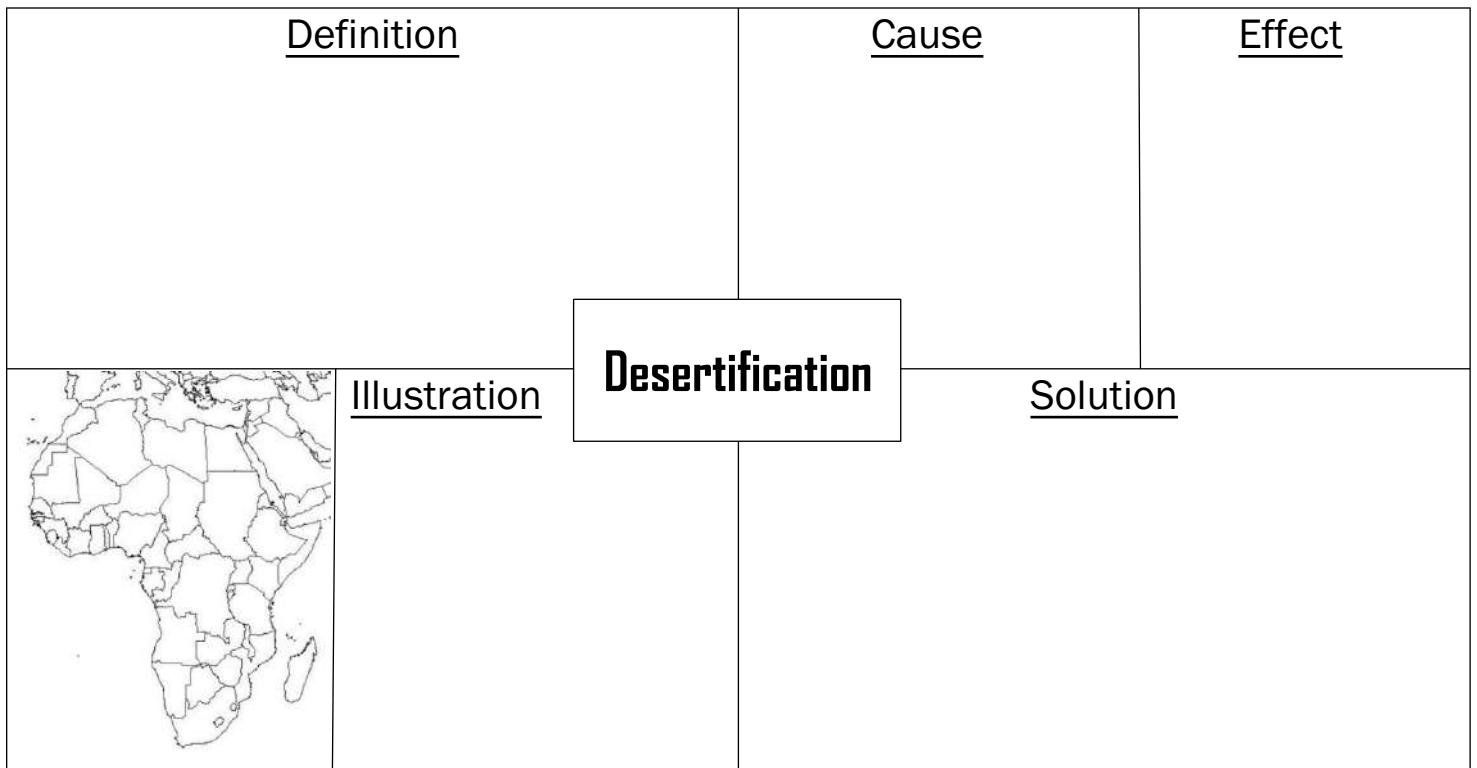 Definition
Cause
Effect
Desertification
Illustration
Solution